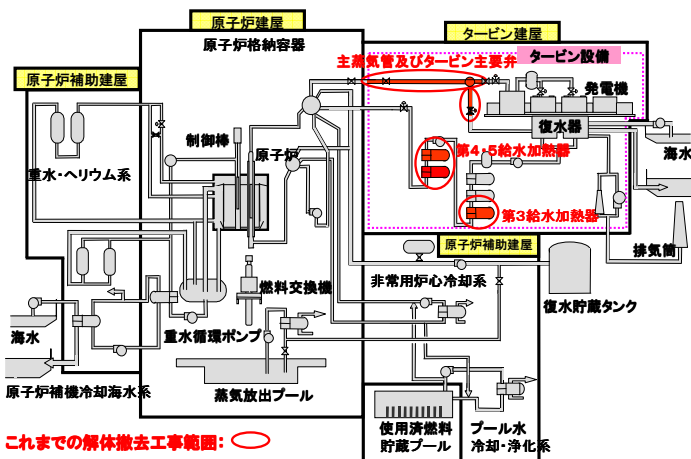 原子炉建屋
原子炉格納容器
タービン建屋
主蒸気管及びタービン主要弁
タービン設備
原子炉補助建屋
発電機
復水器
制御棒
原子炉
第4・5給水加熱器
海水
重水・ヘリウム系
第3給水加熱器
原子炉補助建屋
排気筒
燃料交換機
非常用炉心冷却系
復水貯蔵タンク
海水
重水循環ポンプ
原子炉補機冷却海水系
蒸気放出プール
使用済燃料
貯蔵プール
プール水
冷却・浄化系
これまでの解体撤去工事範囲：